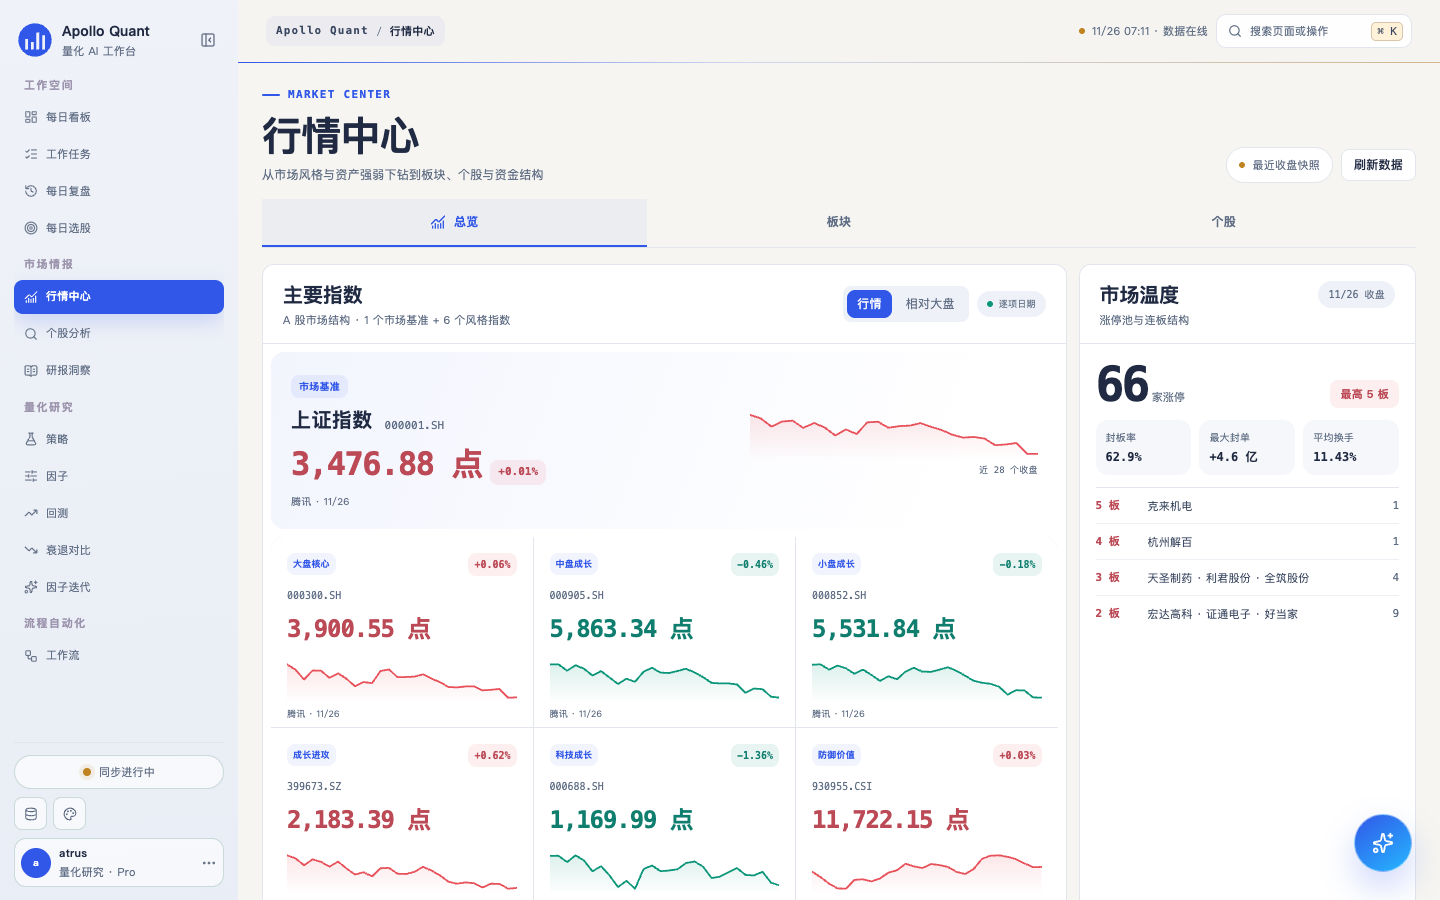 Apollo Quant
量化 AI 工作台
工作空间
每日看板
工作任务
每日复盘
每日选股
市场情报
行情中心
个股分析
研报洞察
量化研究
策略
因子
回测
衰退对比
因子迭代
流程自动化
工作流
同步进行中
a
atrus
量化研究 · Pro
Apollo Quant / 行情中心
11/26 07:11 · 数据在线
搜索页面或操作
⌘ K
MARKET CENTER
行情中心
从市场风格与资产强弱下钻到板块、个股与资金结构
最近收盘快照
刷新数据
总览
板块
个股
主要指数
A 股市场结构 · 1 个市场基准 + 6 个风格指数
行情
相对大盘
逐项日期
市场基准
上证指数 000001.SH
3,476.88 点 +0.01%
腾讯 · 11/26
近 28 个收盘
大盘核心 +0.06%
000300.SH
3,900.55 点
腾讯 · 11/26
中盘成长 -0.46%
000905.SH
5,863.34 点
腾讯 · 11/26
小盘成长 -0.18%
000852.SH
5,531.84 点
腾讯 · 11/26
成长进攻 +0.62%
399673.SZ
2,183.39 点
科技成长 -1.36%
000688.SH
1,169.99 点
防御价值 +0.03%
930955.CSI
11,722.15 点
市场温度
11/26 收盘
涨停池与连板结构
66 家涨停
最高 5 板
封板率
62.9%
最大封单
+4.6 亿
平均换手
11.43%
5 板 克来机电 1
4 板 杭州解百 1
3 板 天圣制药 · 利君股份 · 全筑股份 4
2 板 宏达高科 · 证通电子 · 好当家 9